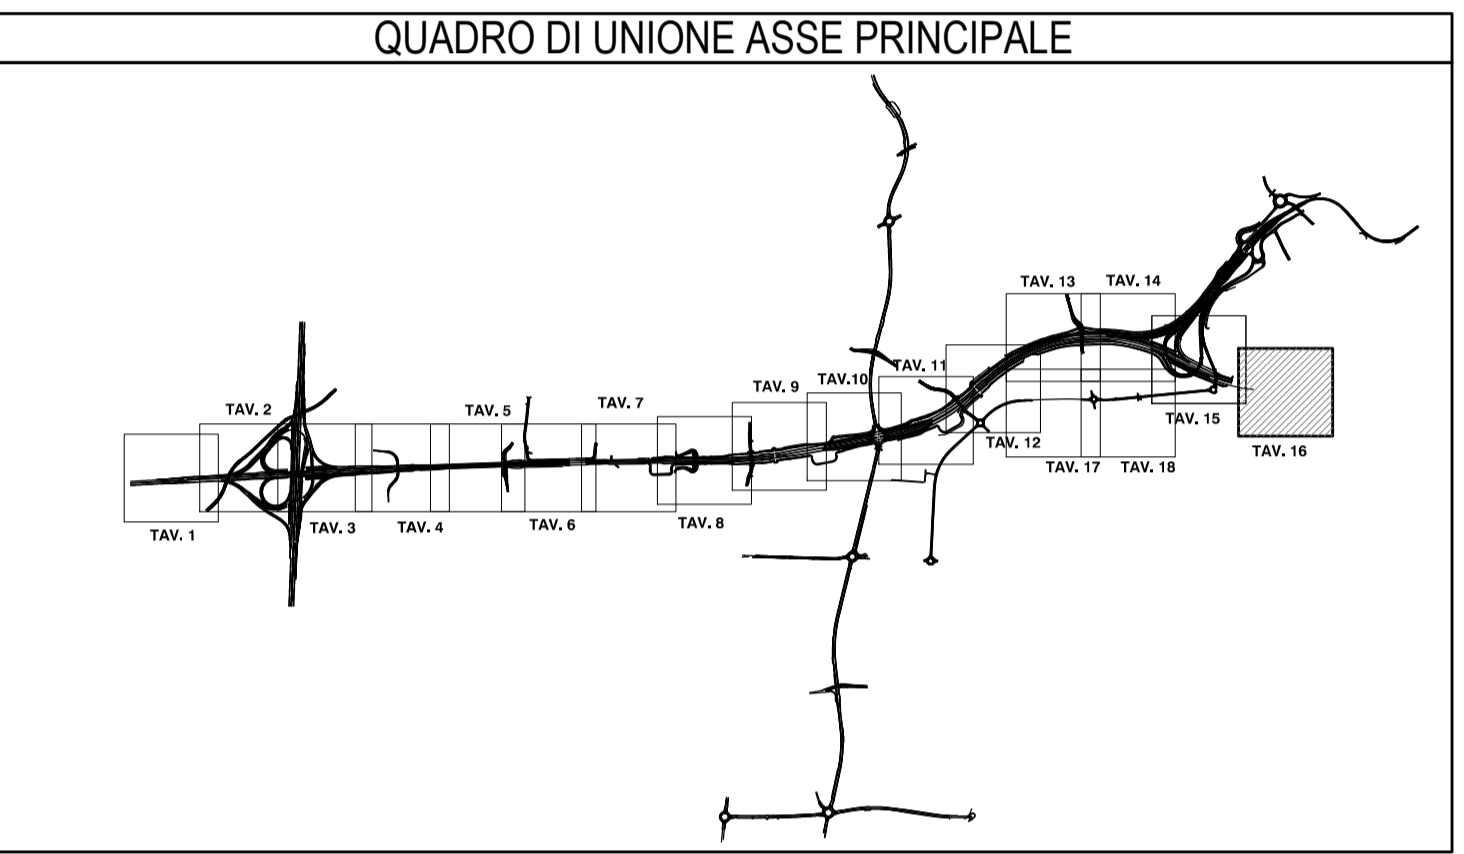 QUADRO DI UNIONE ASSE PRINCIPALE
TAV. 13
TAV. 14
TAV. 11
TAV.10
TAV. 9
TAV. 7
TAV. 5
TAV. 2
TAV. 15
TAV. 12
TAV. 16
TAV. 17
TAV. 18
TAV. 1
TAV. 3
TAV. 4
TAV. 6
TAV. 8